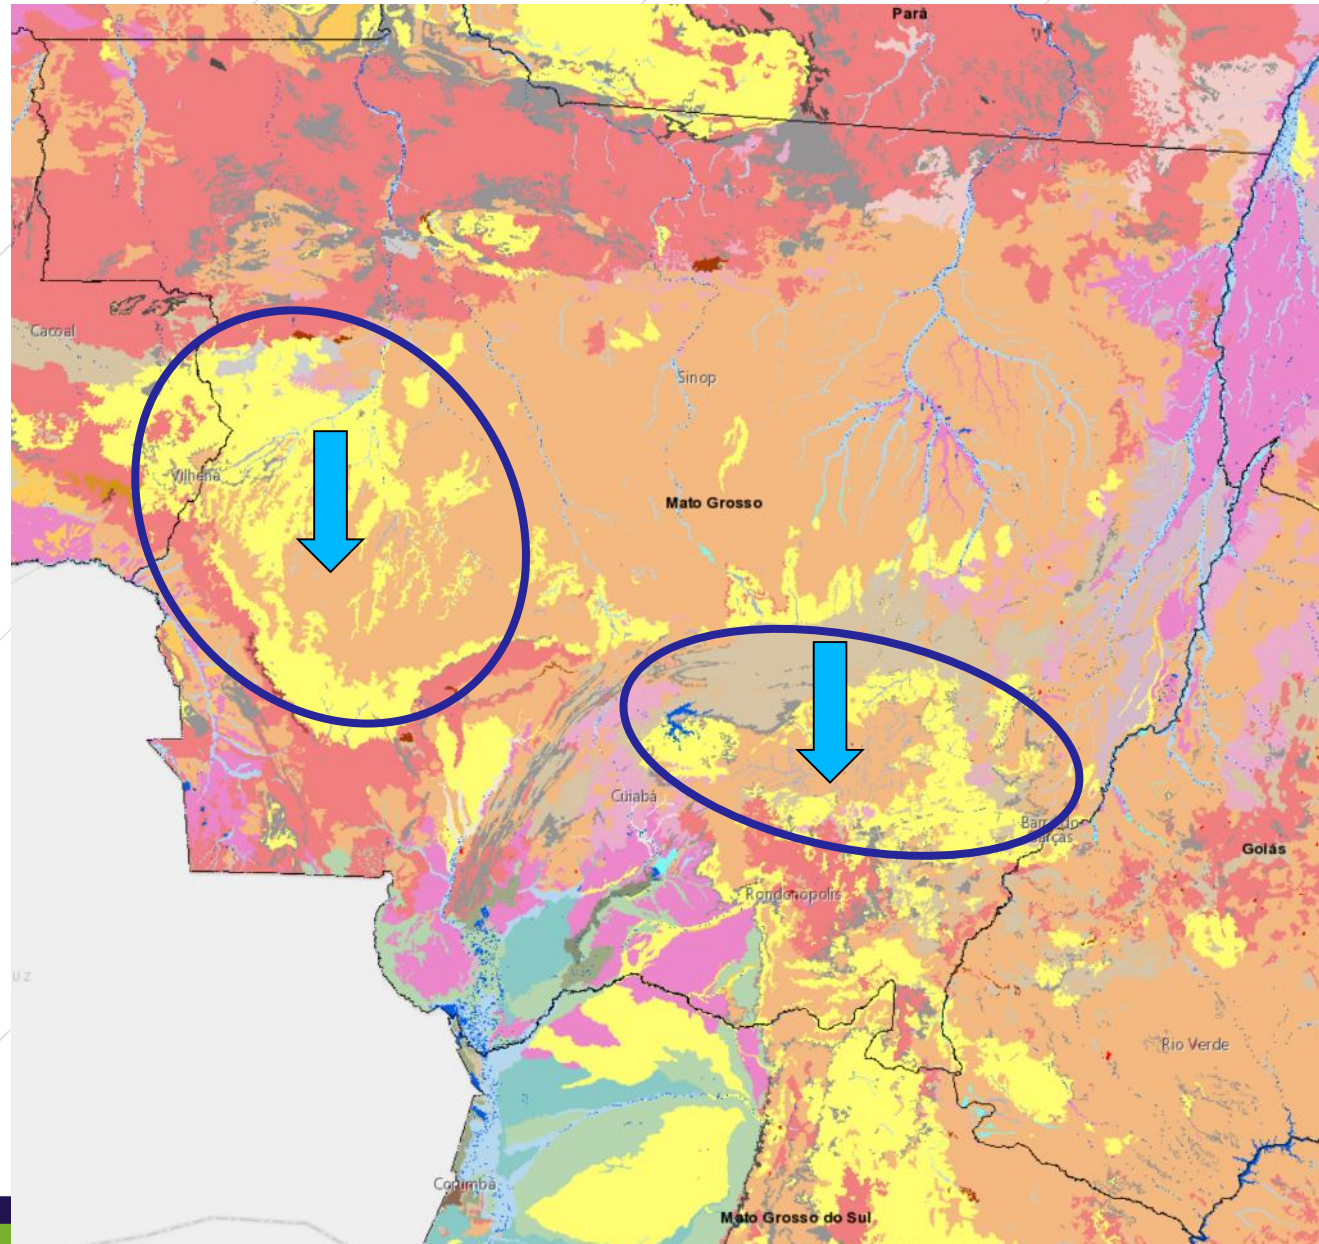 Pará
Cacoal
Sinop
Vilhena
Mato Grosso
Cuiabá
Barra do
Garças
Goiás
Rondonópolis
UZ
Rio Verde
Corumbá
Mato Grosso do Sul